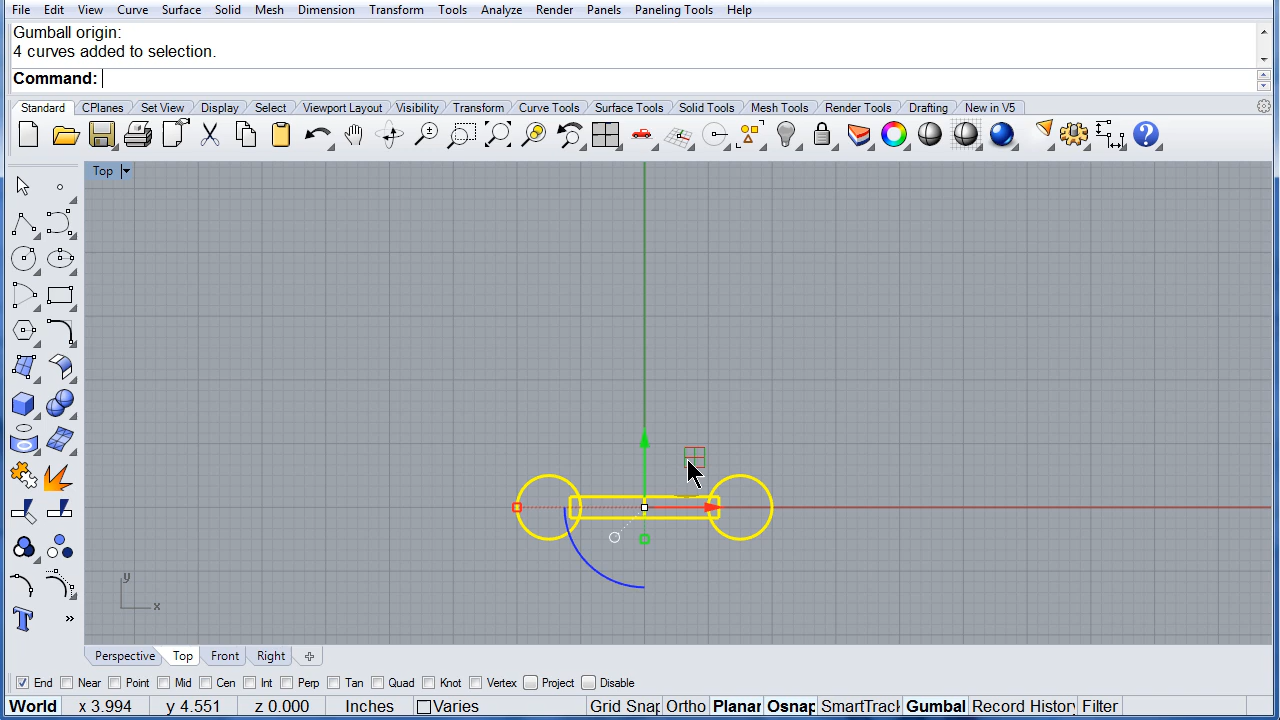 File Edit View Curve Surface Solid Mesh Dimension Transform Tools Analyze Render Panels Paneling Tools Help
Gumball origin:
4 curves added to selection.
Command:
Standard CPlanes Set View Display Select Viewport Layout Visibility Transform Curve Tools Surface Tools Solid Tools Mesh Tools Render Tools Drafting New in V5
Top
y
x
Perspective Top Front Right
End Near Point Mid Cen Int Perp Tan Quad Knot Vertex Project Disable
World x 3.994 y 4.551 z 0.000 Inches Varies Grid Snap Ortho Planar Osnap SmartTrack Gumbal Record History Filter